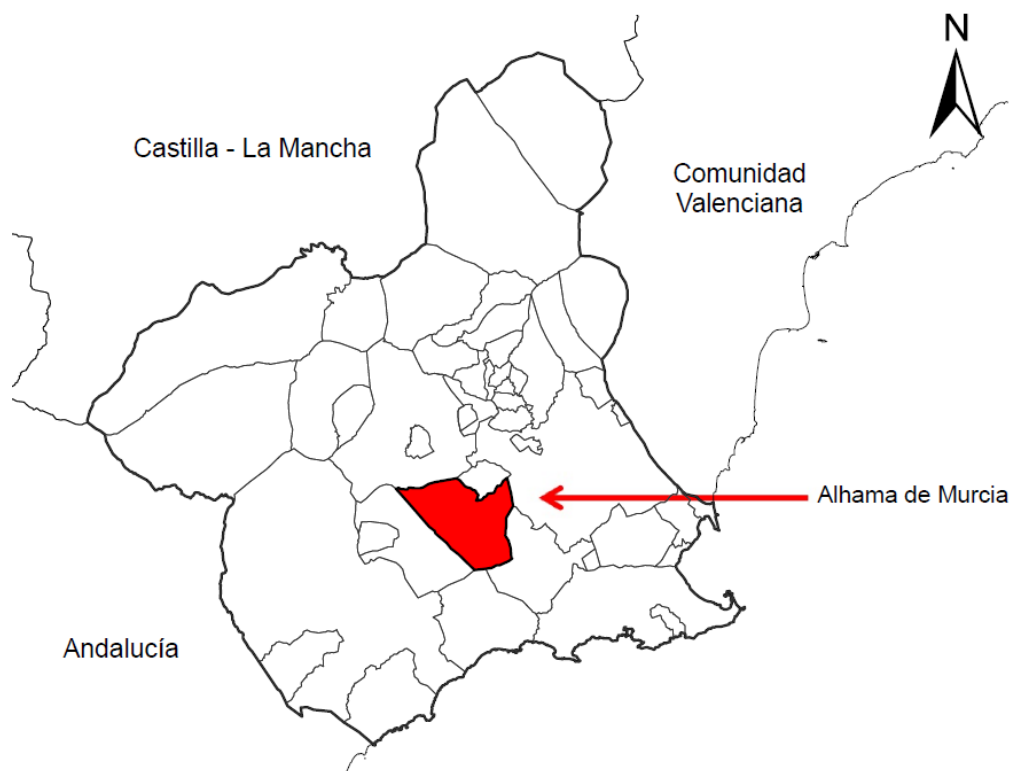 N
Castilla - La Mancha
Comunidad
Valenciana
Alhama de Murcia
Andalucía